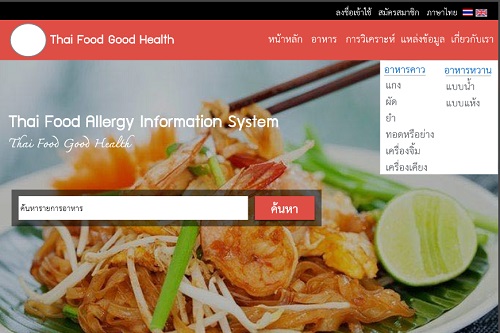 ลงชื่อเข้าใช้ สมัครสมาชิก ภาษาไทย
Thai Food Good Health
หน้าหลัก อาหาร การวิเคราะห์ แหล่งข้อมูล เกี่ยวกับเรา
อาหารคาว อาหารหวาน
แกง แบบน้ำ
ผัด แบบแห้ง
ยำ
ทอดหรือย่าง
เครื่องจิ้ม
เครื่องเคียง
Thai Food Allergy Information System
Thai Food Good Health
ค้นหารายการอาหาร ค้นหา